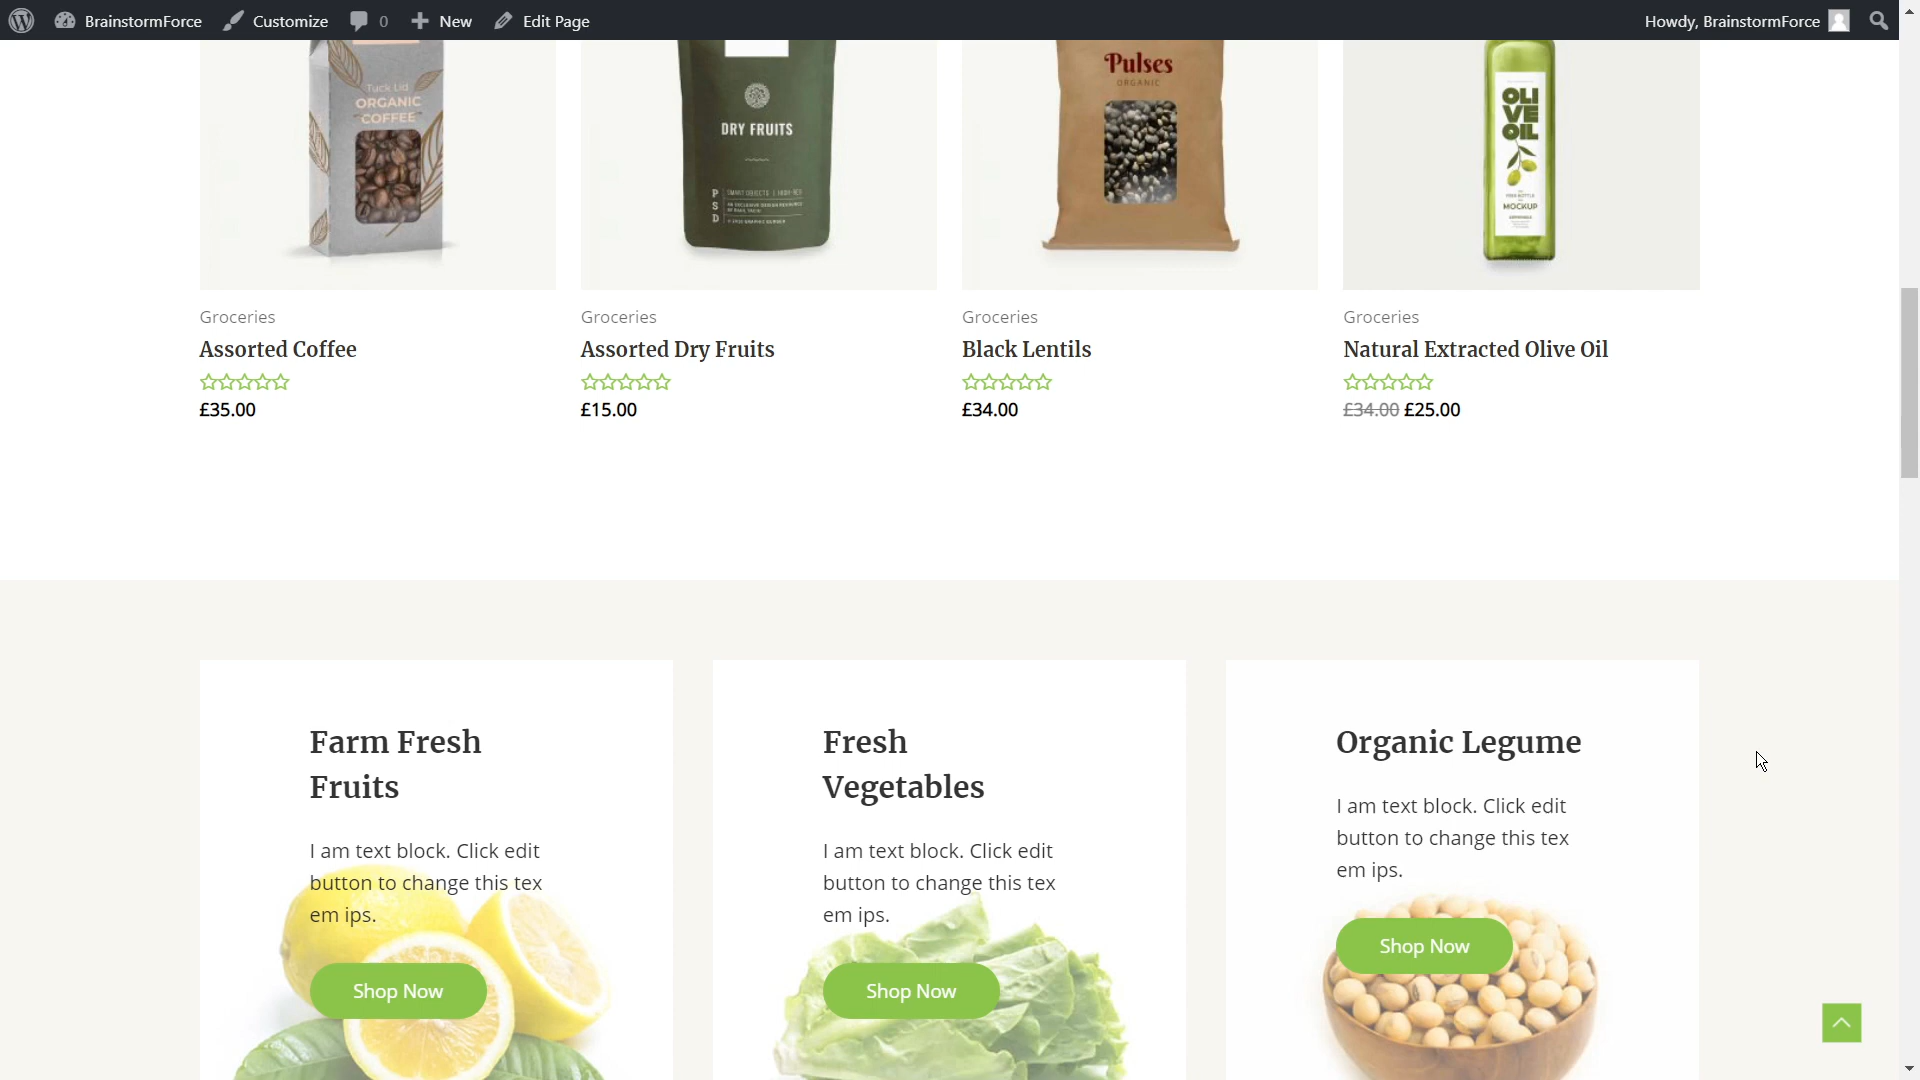 BrainstormForce Customize 0 New Edit Page Howdy, BrainstormForce
Tuck Lid
ORGANIC
COFFEE
DRY FRUITS
P
S
D
Pulses
ORGANIC
OLI
VE
OIL
MOCKUP
Groceries
Assorted Coffee
£35.00
Groceries
Assorted Dry Fruits
£15.00
Groceries
Black Lentils
£34.00
Groceries
Natural Extracted Olive Oil
£34.00 £25.00
Farm Fresh
Fruits
I am text block. Click edit
button to change this tex
em ips.
Shop Now
Fresh
Vegetables
I am text block. Click edit
button to change this tex
em ips.
Shop Now
Organic Legume
I am text block. Click edit
button to change this tex
em ips.
Shop Now